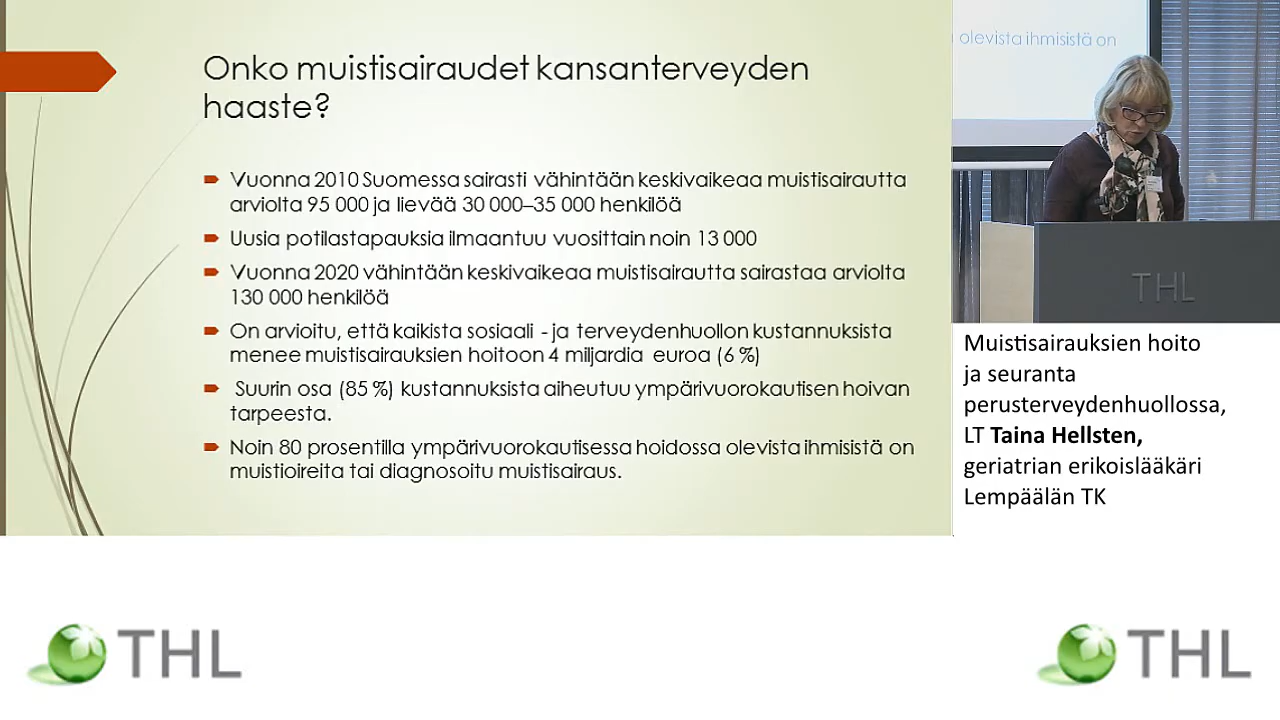 Onko muistisairaudet kansanterveyden
haaste?
Vuonna 2010 Suomessa sairasti vähintään keskivaikeaa muistisairautta
arviolta 95 000 ja lievää 30 000–35 000 henkilöä
Uusia potilastapauksia ilmaantuu vuosittain noin 13 000
Vuonna 2020 vähintään keskivaikeaa muistisairautta sairastaa arviolta
130 000 henkilöä
On arvioitu, että kaikista sosiaali - ja terveydenhuollon kustannuksista
menee muistisairauksien hoitoon 4 miljardia euroa (6 %)
Suurin osa (85 %) kustannuksista aiheutuu ympärivuorokautisen hoivan
tarpeesta.
Noin 80 prosentilla ympärivuorokautisessa hoidossa olevista ihmisistä on
muistioireita tai diagnosoitu muistisairaus.
olevista ihmisistä on
THL
Muistisairauksien hoito
ja seuranta
perusterveydenhuollossa,
LT Taina Hellsten,
geriatrian erikoislääkäri
Lempäälän TK
THL
THL